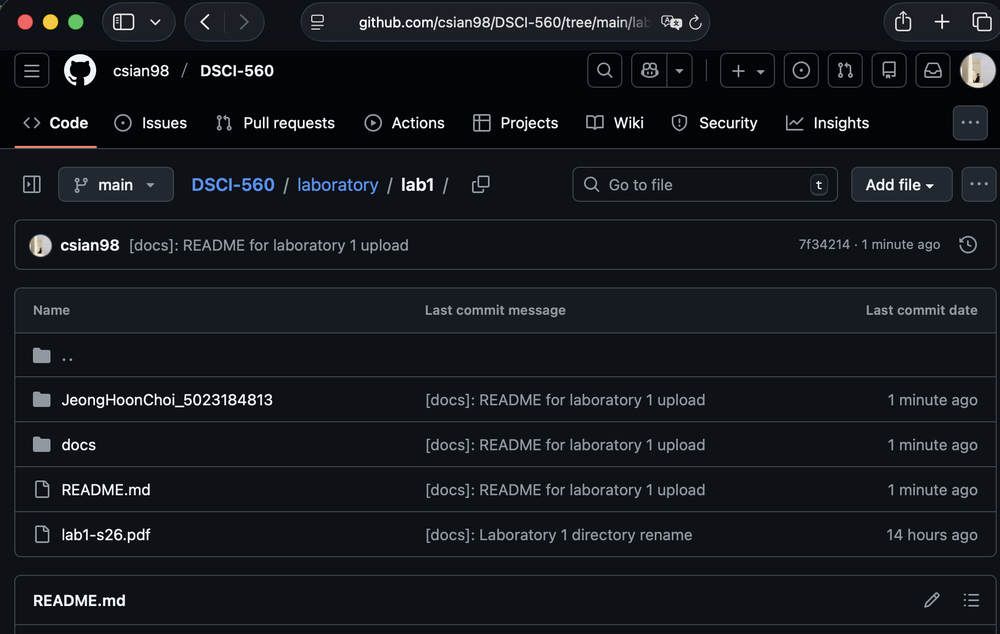 github.com/csian98/DSCI-560/tree/main/lab
csian98 / DSCI-560
Code Issues Pull requests Actions Projects Wiki Security Insights
main DSCI-560 / laboratory / lab1 / Go to file t Add file
csian98 [docs]: README for laboratory 1 upload 7f34214 · 1 minute ago
Name Last commit message Last commit date
..
JeongHoonChoi_5023184813 [docs]: README for laboratory 1 upload 1 minute ago
docs [docs]: README for laboratory 1 upload 1 minute ago
README.md [docs]: README for laboratory 1 upload 1 minute ago
lab1-s26.pdf [docs]: Laboratory 1 directory rename 14 hours ago
README.md